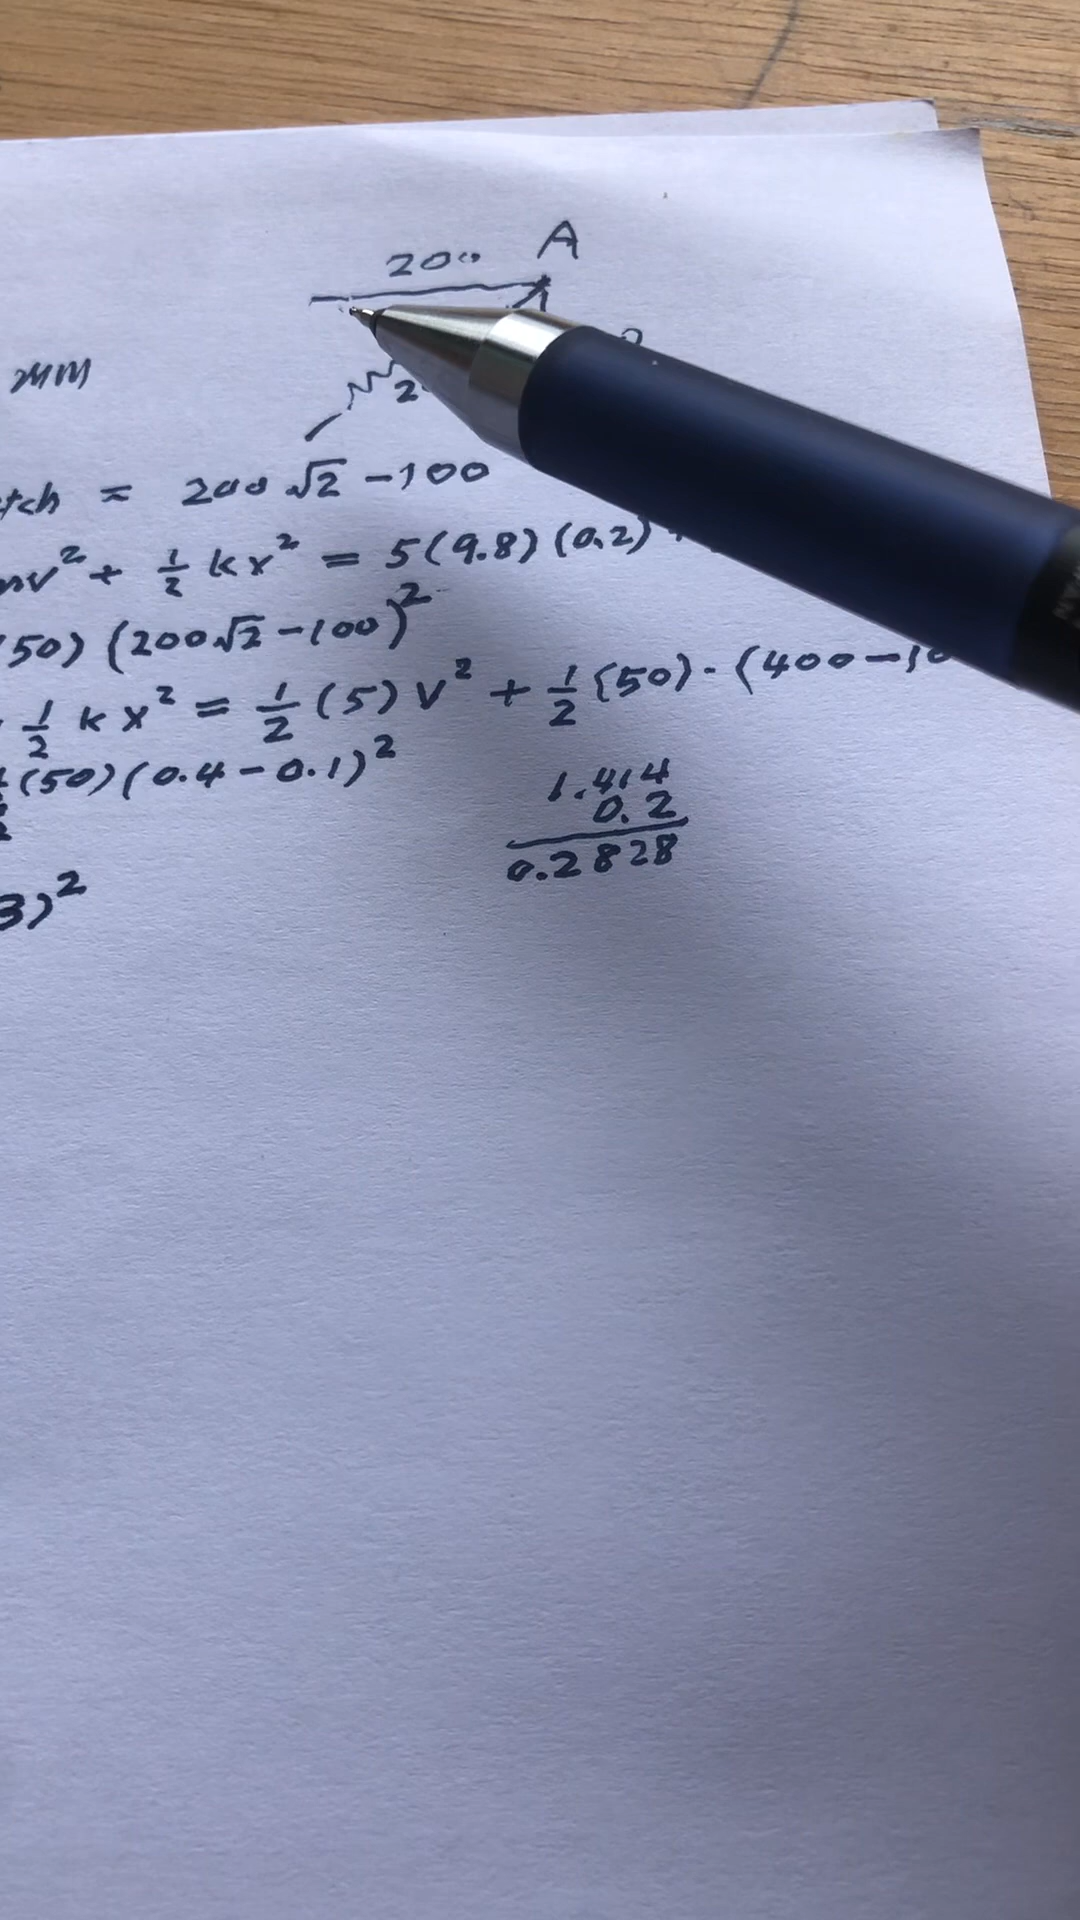 A
200
mm
2
= 200√2 - 100
mv² + 1/2 kx² = 5(9.8)(0.2)
(50)(200√2 - 100)²
1/2 kx² = 1/2 (5) v² + 1/2 (50) · (400 - 10
(50)(0.4 - 0.1)²
1.414
0.2
0.2828
3)²